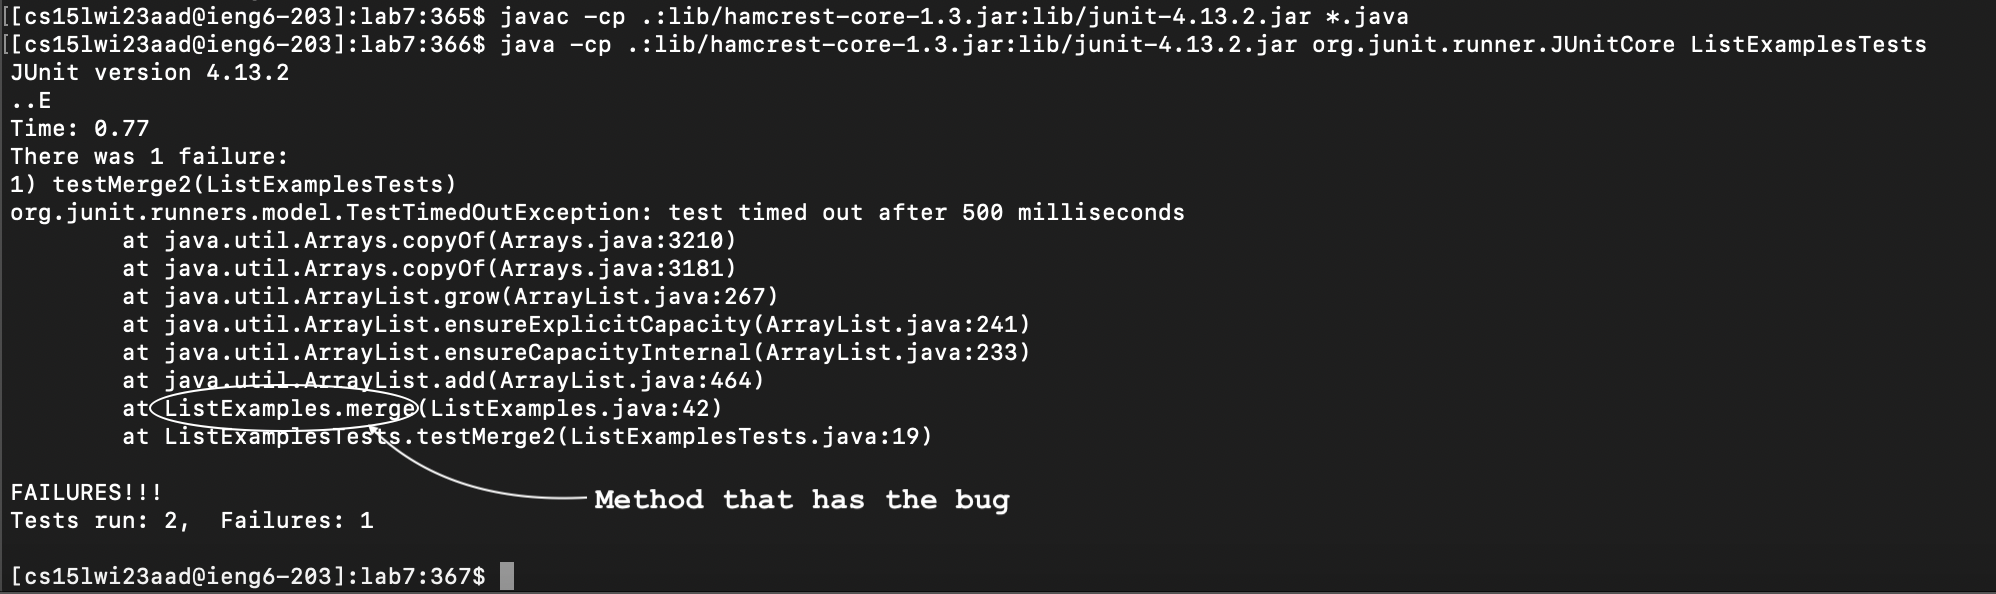 [[cs15lwi23aad@ieng6-203]:lab7:365$ javac -cp .:lib/hamcrest-core-1.3.jar:lib/junit-4.13.2.jar *.java
[[cs15lwi23aad@ieng6-203]:lab7:366$ java -cp .:lib/hamcrest-core-1.3.jar:lib/junit-4.13.2.jar org.junit.runner.JUnitCore ListExamplesTests
JUnit version 4.13.2
..E
Time: 0.77
There was 1 failure:
1) testMerge2(ListExamplesTests)
org.junit.runners.model.TestTimedOutException: test timed out after 500 milliseconds
        at java.util.Arrays.copyOf(Arrays.java:3210)
        at java.util.Arrays.copyOf(Arrays.java:3181)
        at java.util.ArrayList.grow(ArrayList.java:267)
        at java.util.ArrayList.ensureExplicitCapacity(ArrayList.java:241)
        at java.util.ArrayList.ensureCapacityInternal(ArrayList.java:233)
        at java.util.ArrayList.add(ArrayList.java:464)
        at ListExamples.merge(ListExamples.java:42)
        at ListExamplesTests.testMerge2(ListExamplesTests.java:19)
FAILURES!!!
Method that has the bug
Tests run: 2,  Failures: 1
[cs15lwi23aad@ieng6-203]:lab7:367$